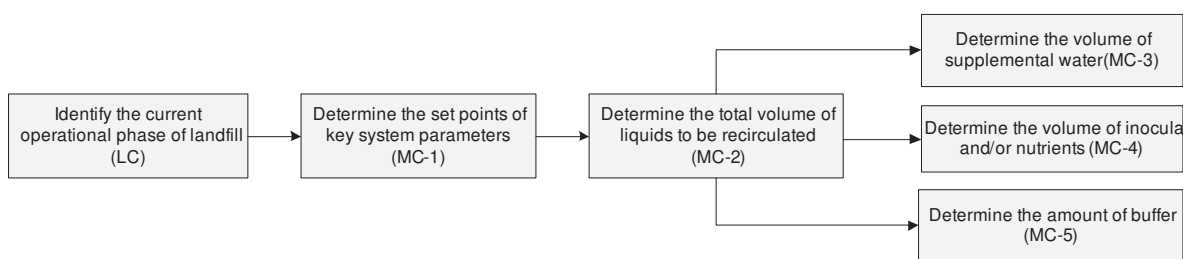 Identify the current
operational phase of landfill
(LC)
Determine the set points of
key system parameters
(MC-1)
Determine the total volume of
liquids to be recirculated
(MC-2)
Determine the volume of
supplemental water(MC-3)
Determine the volume of inocula
and/or nutrients (MC-4)
Determine the amount of buffer
(MC-5)